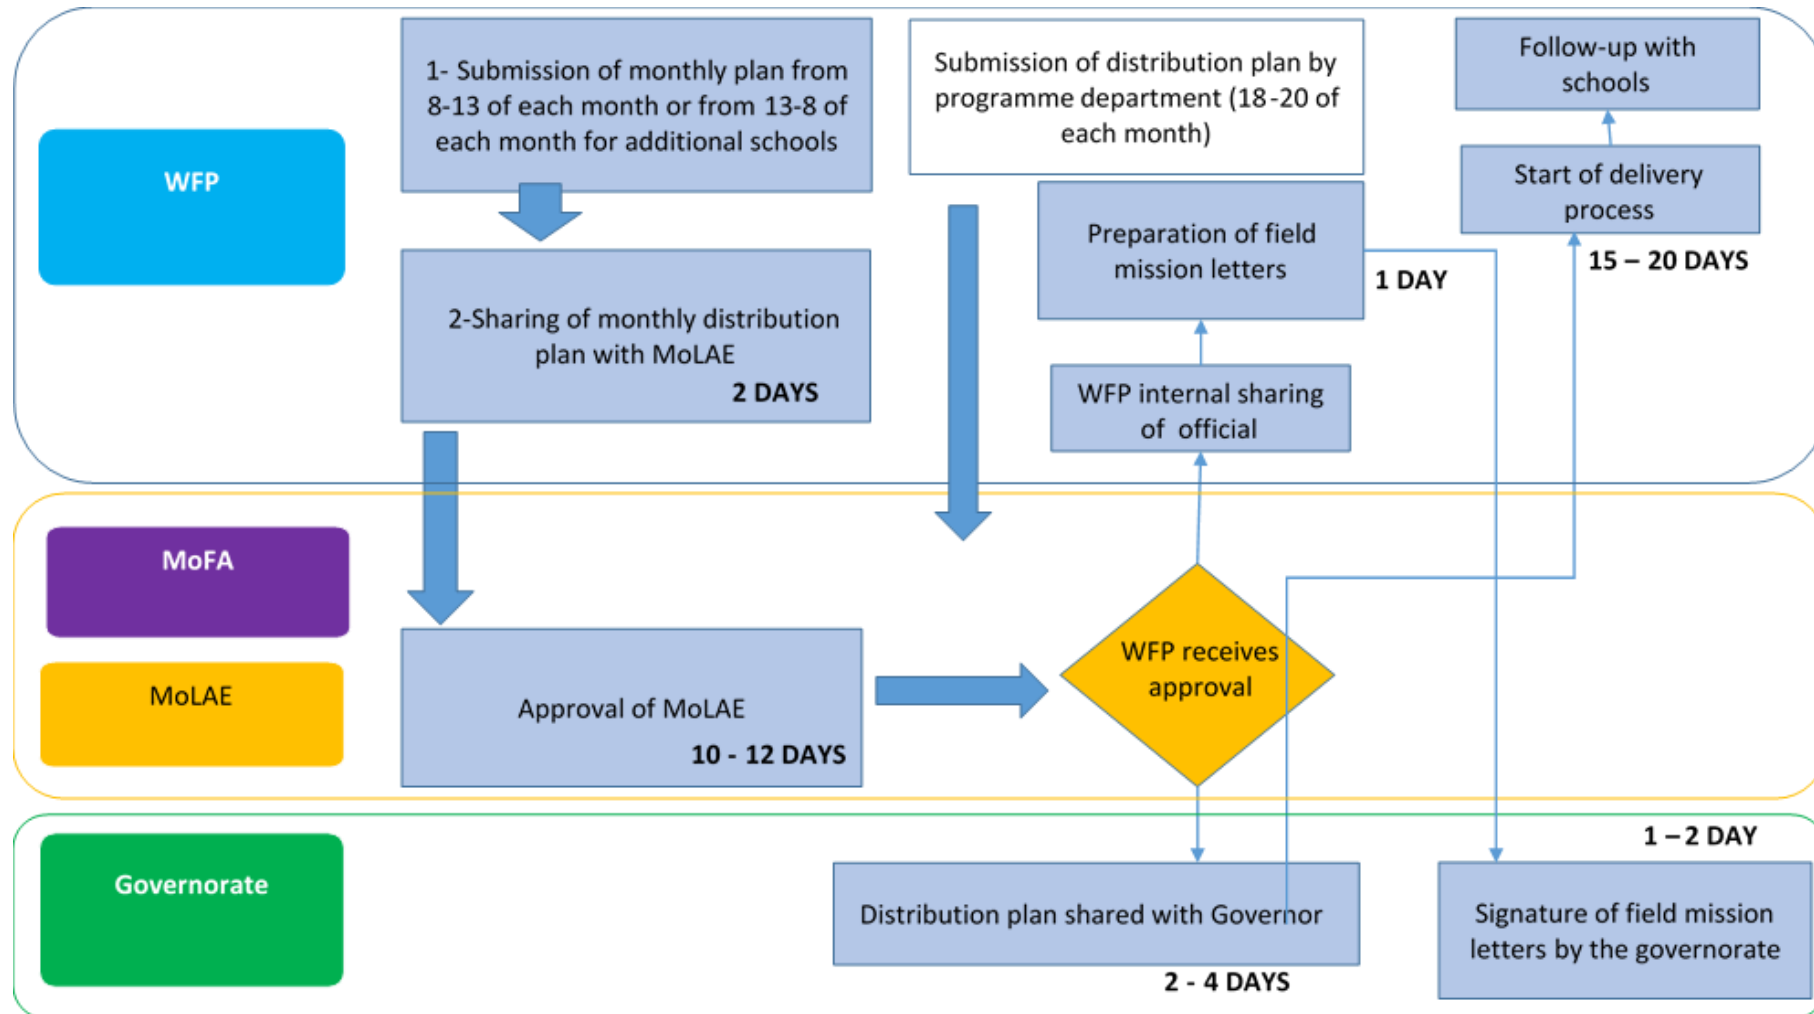 WFP
1- Submission of monthly plan from
8-13 of each month or from 13-8 of
each month for additional schools
2-Sharing of monthly distribution
plan with MoLAE
2 DAYS
Submission of distribution plan by
programme department (18-20 of
each month)
Preparation of field
mission letters
1 DAY
WFP internal sharing
of official
Follow-up with
schools
Start of delivery
process
15 – 20 DAYS
MoFA
MoLAE
Approval of MoLAE
10 - 12 DAYS
WFP receives
approval
Governorate
Distribution plan shared with Governor
2 - 4 DAYS
1 – 2 DAY
Signature of field mission
letters by the governorate